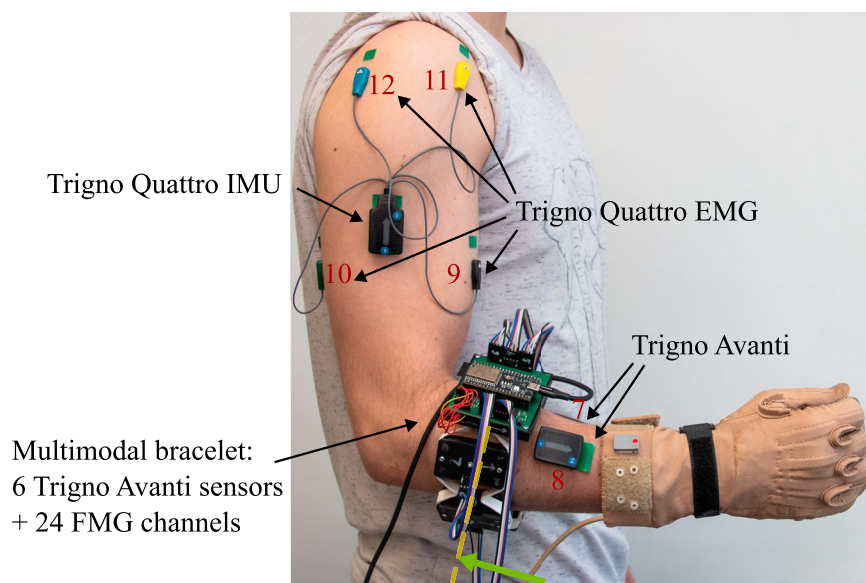 12
11
Trigno Quattro IMU
Trigno Quattro EMG
10
9
Trigno Avanti
7
Multimodal bracelet:
6 Trigno Avanti sensors
+ 24 FMG channels
8